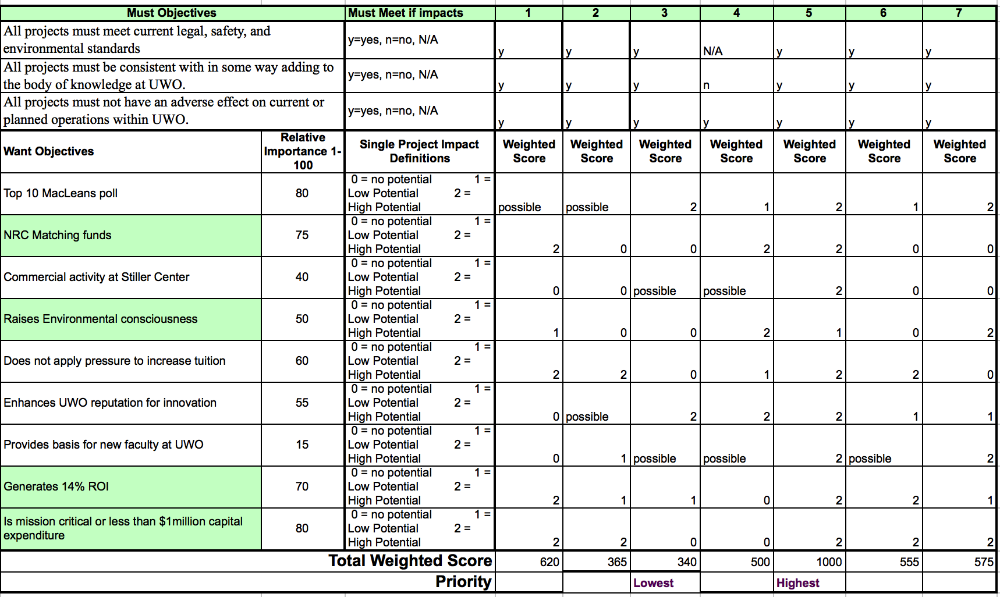 Must Objectives Must Meet if impacts 1 2 3 4 5 6 7
All projects must meet current legal, safety, and
environmental standards
y=yes, n=no, N/A
y y y N/A y y y
All projects must be consistent with in some way adding to
the body of knowledge at UWO.
y=yes, n=no, N/A
y y y n y y y
All projects must not have an adverse effect on current or
planned operations within UWO.
y=yes, n=no, N/A
y y y y y y y
Want Objectives
Relative
Importance 1-
100
Single Project Impact
Definitions
Weighted
Score
Weighted
Score
Weighted
Score
Weighted
Score
Weighted
Score
Weighted
Score
Weighted
Score
Top 10 MacLeans poll
80
0 = no potential 1 =
Low Potential 2 =
High Potential
possible possible 2 1 2 1 2
NRC Matching funds
75
0 = no potential 1 =
Low Potential 2 =
High Potential
2 0 0 2 2 0 0
Commercial activity at Stiller Center
40
0 = no potential 1 =
Low Potential 2 =
High Potential
0 0 possible possible 2 0 0
Raises Environmental consciousness
50
0 = no potential 1 =
Low Potential 2 =
High Potential
1 0 0 2 1 0 2
Does not apply pressure to increase tuition
60
0 = no potential 1 =
Low Potential 2 =
High Potential
2 2 0 1 2 2 0
Enhances UWO reputation for innovation
55
0 = no potential 1 =
Low Potential 2 =
High Potential
0 possible 2 2 2 1 1
Provides basis for new faculty at UWO
15
0 = no potential 1 =
Low Potential 2 =
High Potential
0 1 possible possible 2 possible 2
Generates 14% ROI
70
0 = no potential 1 =
Low Potential 2 =
High Potential
2 1 1 0 2 2 1
Is mission critical or less than $1million capital
expenditure
80
0 = no potential 1 =
Low Potential 2 =
High Potential
2 2 0 0 2 2 2
Total Weighted Score 620 365 340 500 1000 555 575
Priority Lowest Highest